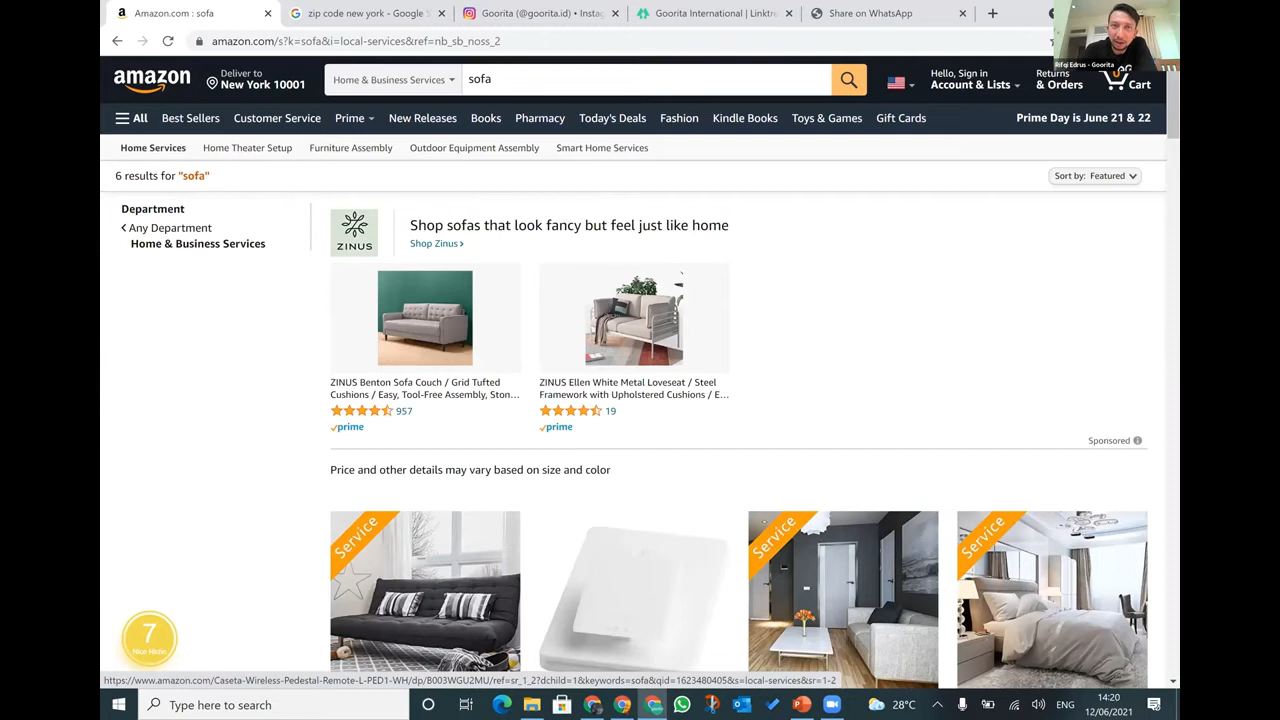 Amazon.com : sofa
zip code new york - Google S
Goorita (@goorita.id) • Instag
Goorita International | Linktre
Share on WhatsApp
amazon.com/s?k=sofa&i=local-services&ref=nb_sb_noss_2
Rifqi Edrus - Goorita
amazon
Deliver to
New York 10001
Home & Business Services
sofa
Hello, Sign in
Account & Lists
Returns
& Orders
Cart
All
Best Sellers
Customer Service
Prime
New Releases
Books
Pharmacy
Today's Deals
Fashion
Kindle Books
Toys & Games
Gift Cards
Prime Day is June 21 & 22
Home Services
Home Theater Setup
Furniture Assembly
Outdoor Equipment Assembly
Smart Home Services
6 results for "sofa"
Sort by: Featured
Department
Any Department
Home & Business Services
ZINUS
Shop sofas that look fancy but feel just like home
Shop Zinus ›
ZINUS Benton Sofa Couch / Grid Tufted
Cushions / Easy, Tool-Free Assembly, Ston…
957
prime
ZINUS Ellen White Metal Loveseat / Steel
Framework with Upholstered Cushions / E…
19
prime
Sponsored
Price and other details may vary based on size and color
Service
Service
Service
7
Nice Niche
https://www.amazon.com/Caseta-Wireless-Pedestal-Remote-L-PED1-WH/dp/B003WGU2MU/ref=sr_1_2?dchild=1&keywords=sofa&qid=1623480405&s=local-services&sr=1-2
Type here to search
28°C
14:20
12/06/2021